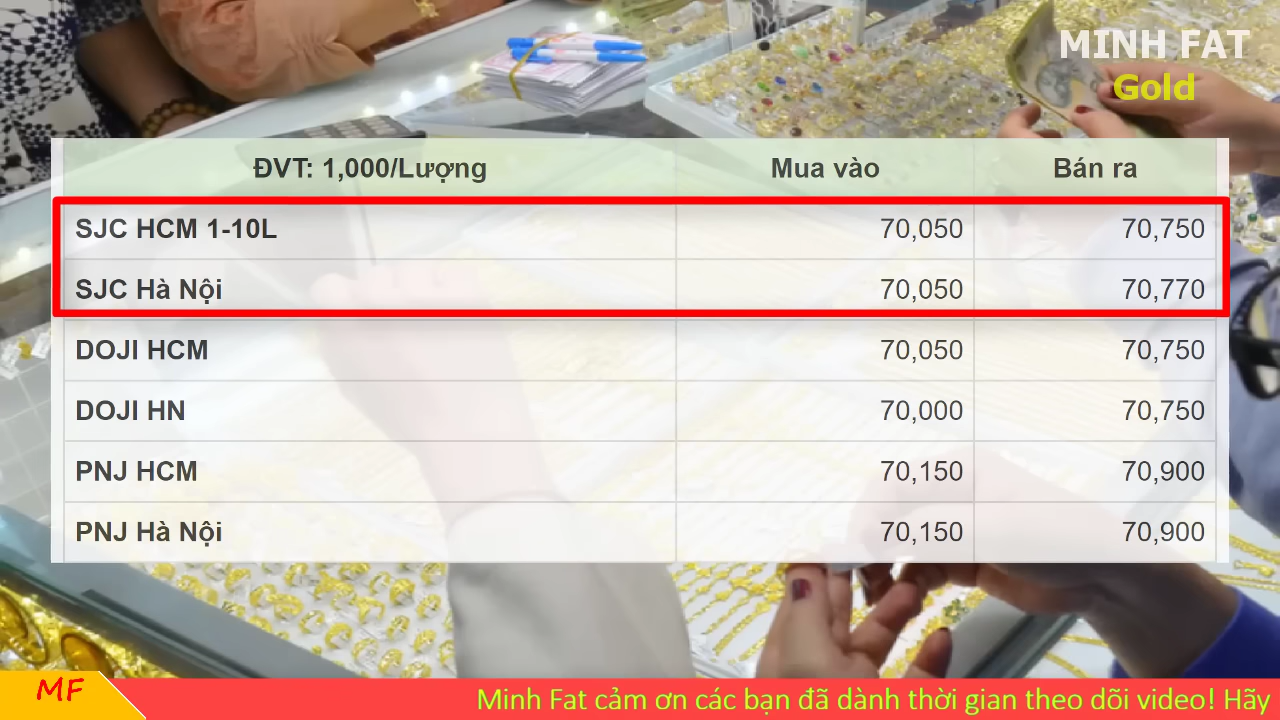 MINH FAT
Gold
ĐVT: 1,000/Lượng Mua vào Bán ra
SJC HCM 1-10L 70,050 70,750
SJC Hà Nội 70,050 70,770
DOJI HCM 70,050 70,750
DOJI HN 70,000 70,750
PNJ HCM 70,150 70,900
PNJ Hà Nội 70,150 70,900
MF
Minh Fat cảm ơn các bạn đã dành thời gian theo dõi video! Hãy